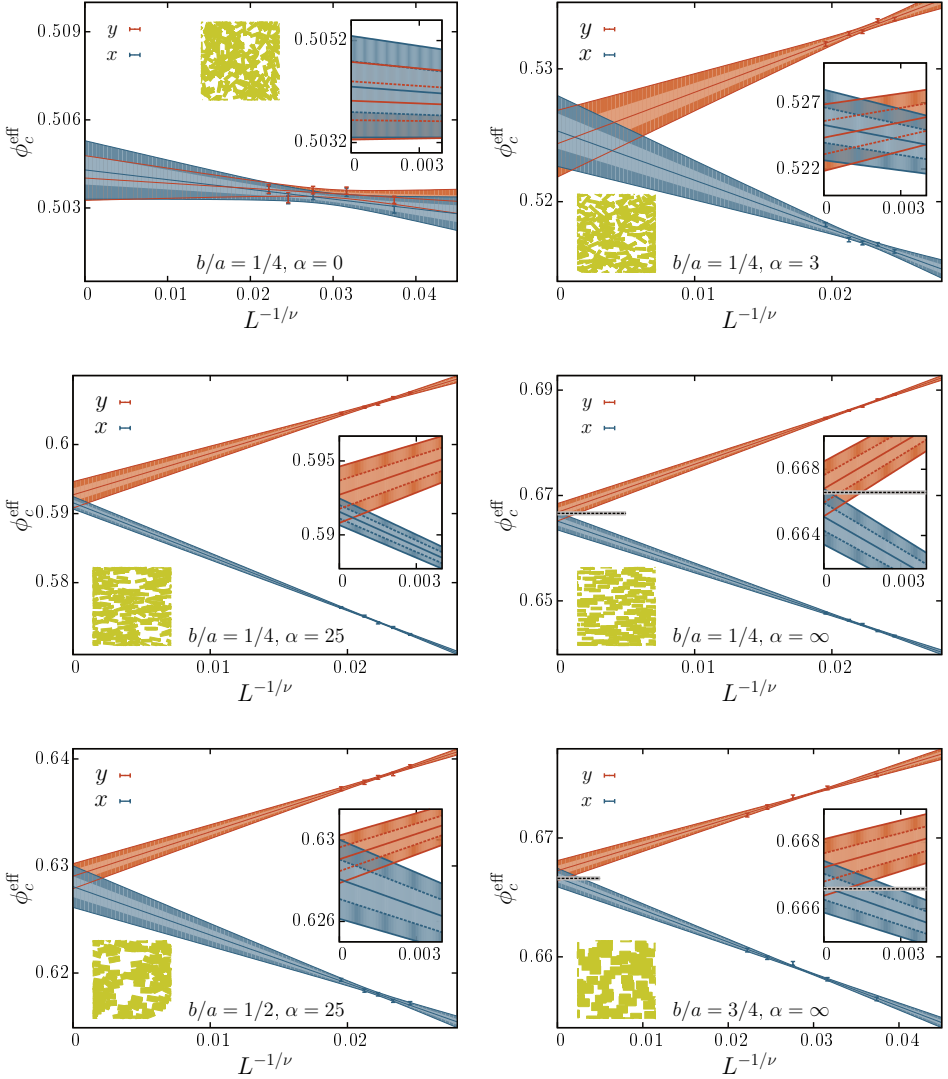 0.509
0.506
0.503
ϕ_c^eff
y
x
0.5052
0.5032
0
0.003
b/a = 1/4, α = 0
0
0.01
0.02
0.03
0.04
L^{−1/ν}
0.53
0.52
ϕ_c^eff
y
x
0.527
0.522
0
0.003
b/a = 1/4, α = 3
0
0.01
0.02
L^{−1/ν}
0.6
0.59
0.58
ϕ_c^eff
y
x
0.595
0.59
0
0.003
b/a = 1/4, α = 25
0
0.01
0.02
L^{−1/ν}
0.69
0.67
0.65
ϕ_c^eff
y
x
0.668
0.664
0
0.003
b/a = 1/4, α = ∞
0
0.01
0.02
L^{−1/ν}
0.64
0.63
0.62
ϕ_c^eff
y
x
0.63
0.626
0
0.003
b/a = 1/2, α = 25
0
0.01
0.02
L^{−1/ν}
0.67
0.66
ϕ_c^eff
y
x
0.668
0.666
0
0.003
b/a = 3/4, α = ∞
0
0.01
0.02
0.03
0.04
L^{−1/ν}